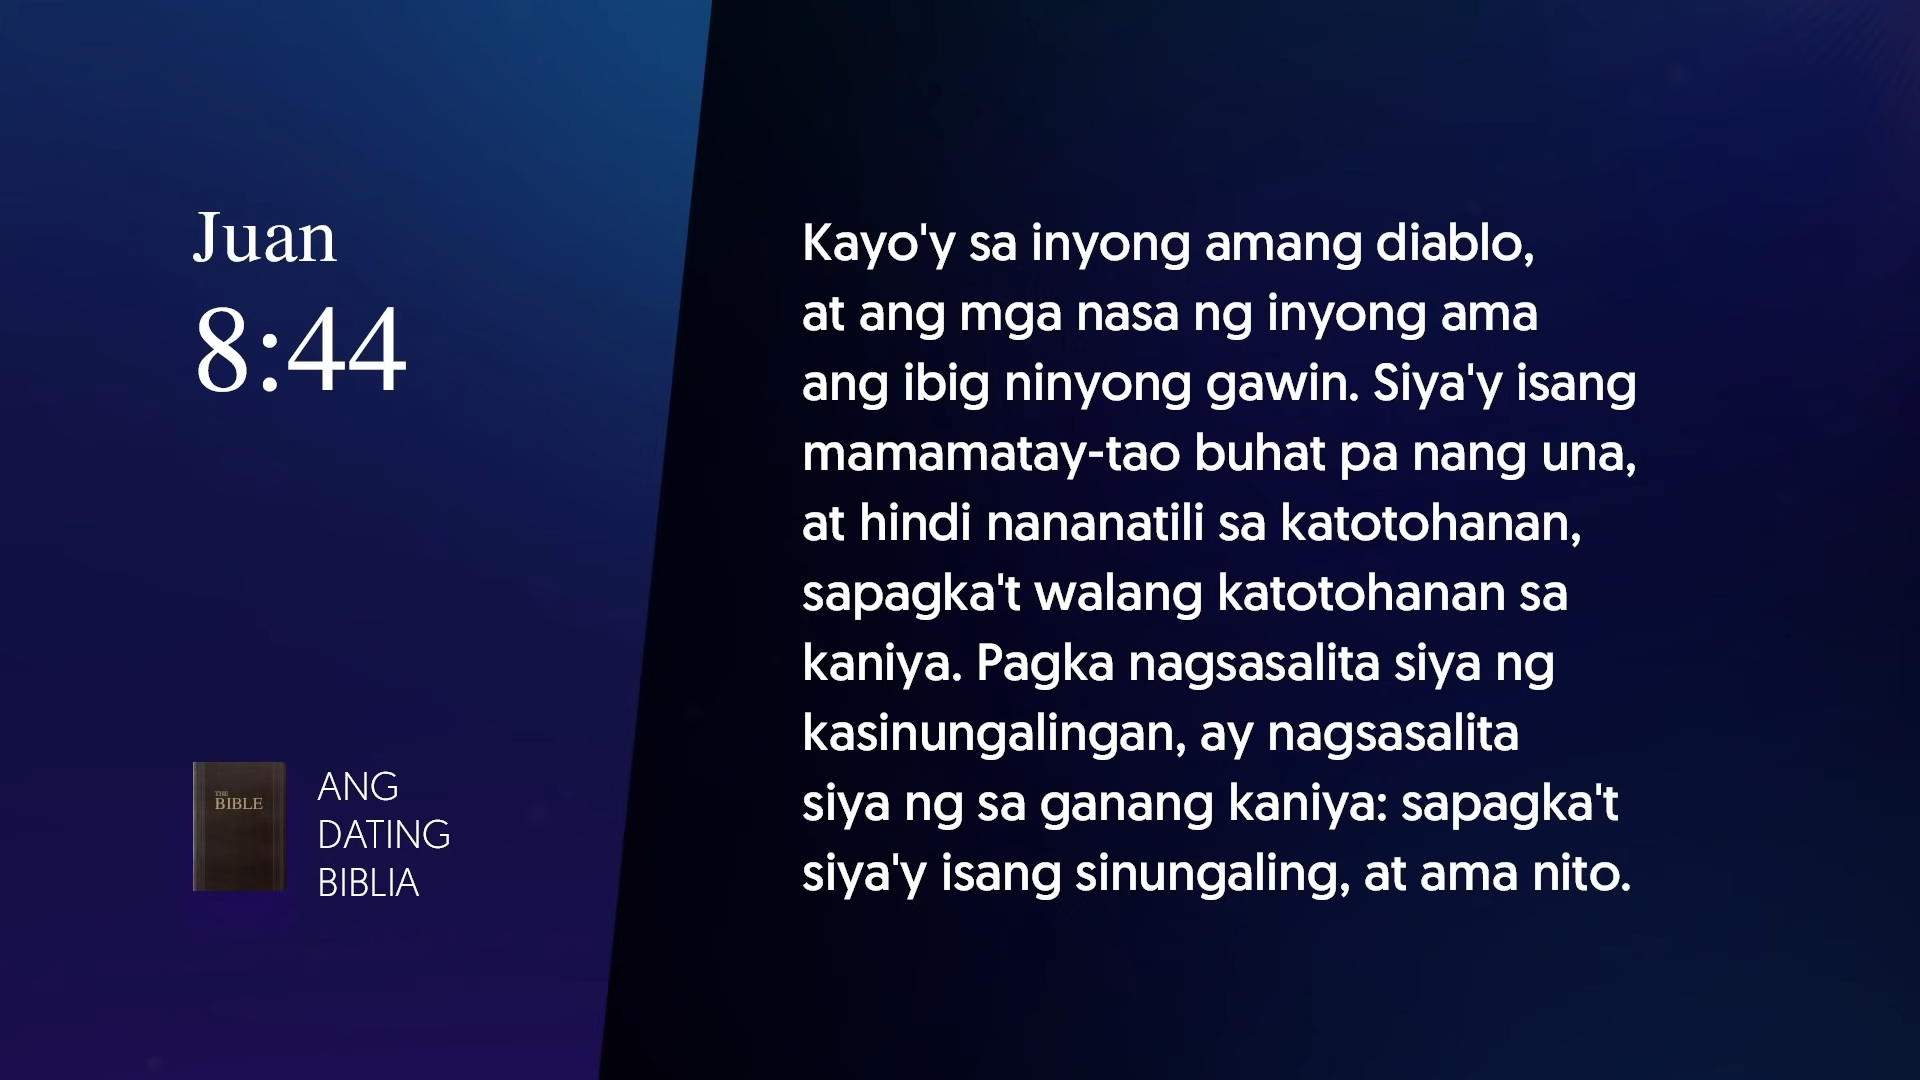 Juan
8:44
THE
BIBLE
ANG
DATING
BIBLIA
Kayo'y sa inyong amang diablo,
at ang mga nasa ng inyong ama
ang ibig ninyong gawin. Siya'y isang
mamamatay-tao buhat pa nang una,
at hindi nananatili sa katotohanan,
sapagka't walang katotohanan sa
kaniya. Pagka nagsasalita siya ng
kasinungalingan, ay nagsasalita
siya ng sa ganang kaniya: sapagka't
siya'y isang sinungaling, at ama nito.